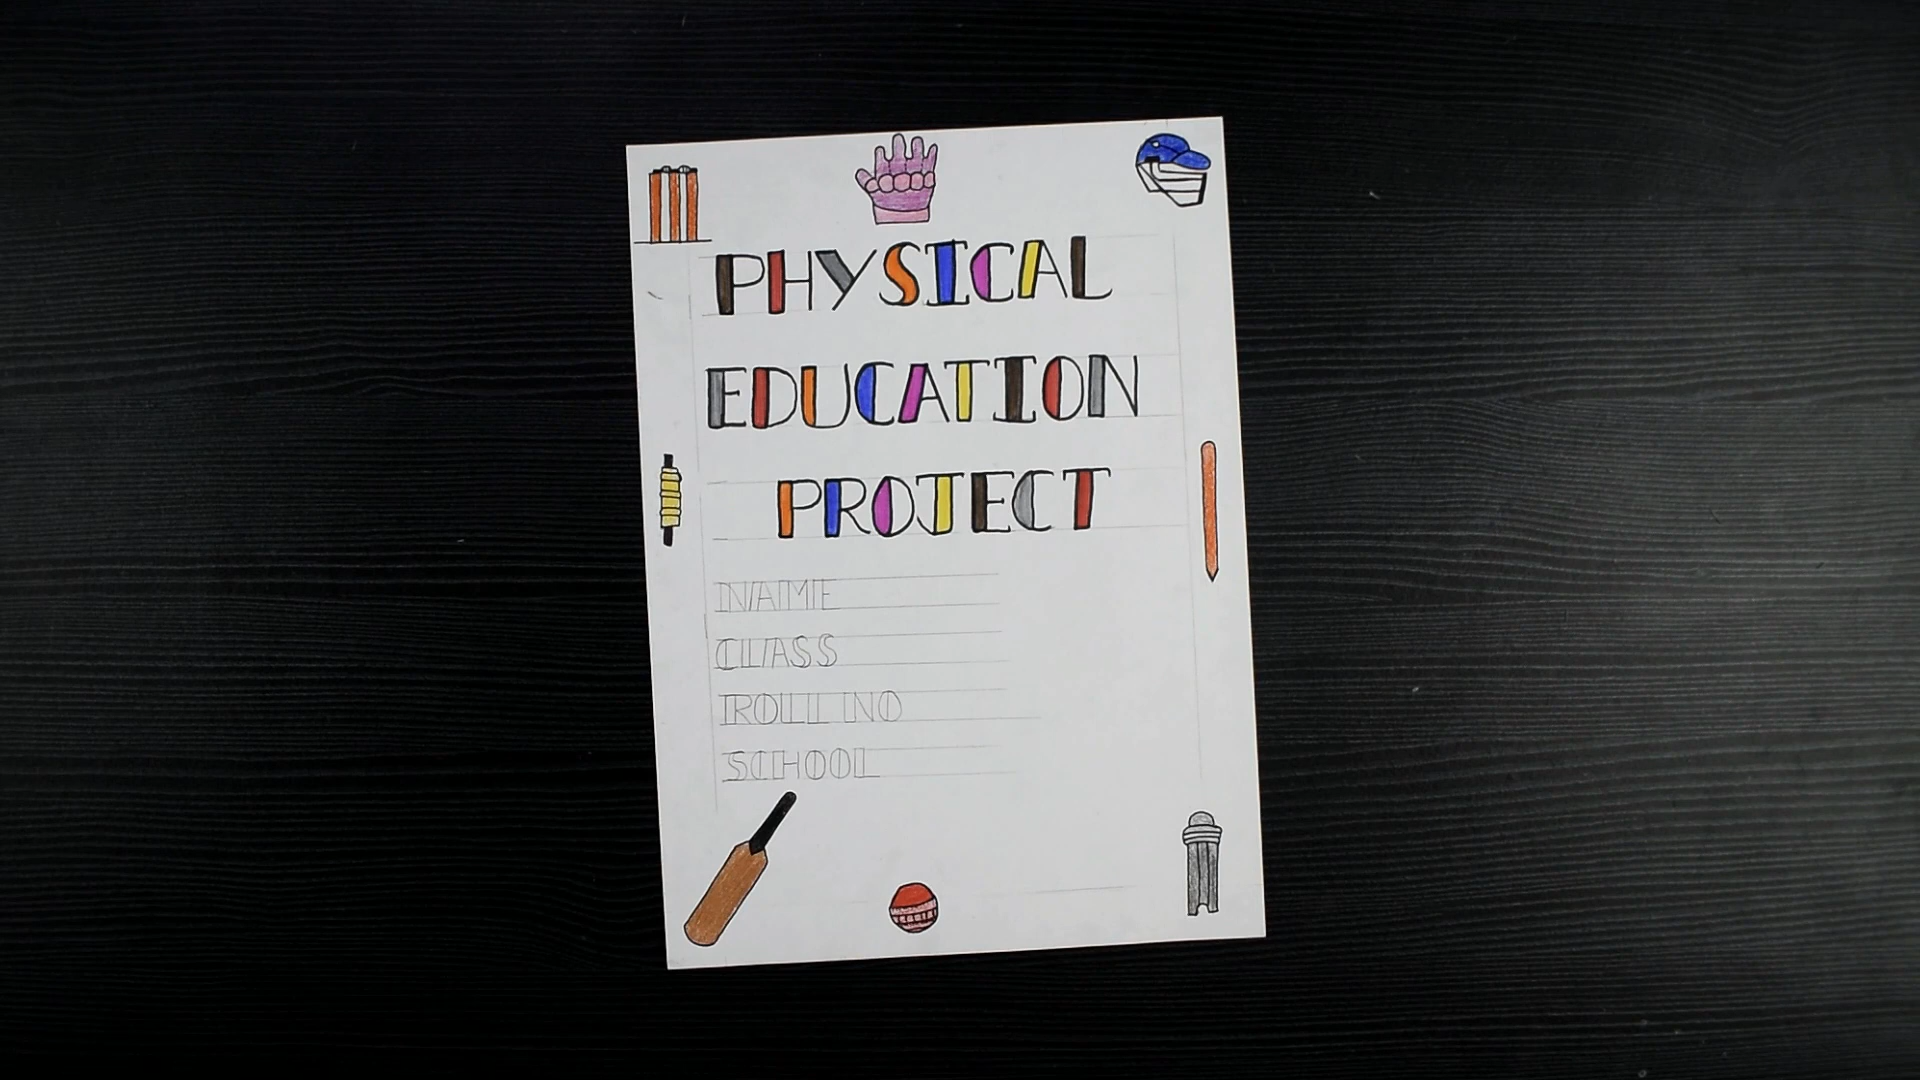 PHYSICAL
EDUCATION
PROJECT
NAME
CLASS
ROLL NO
SCHOOL